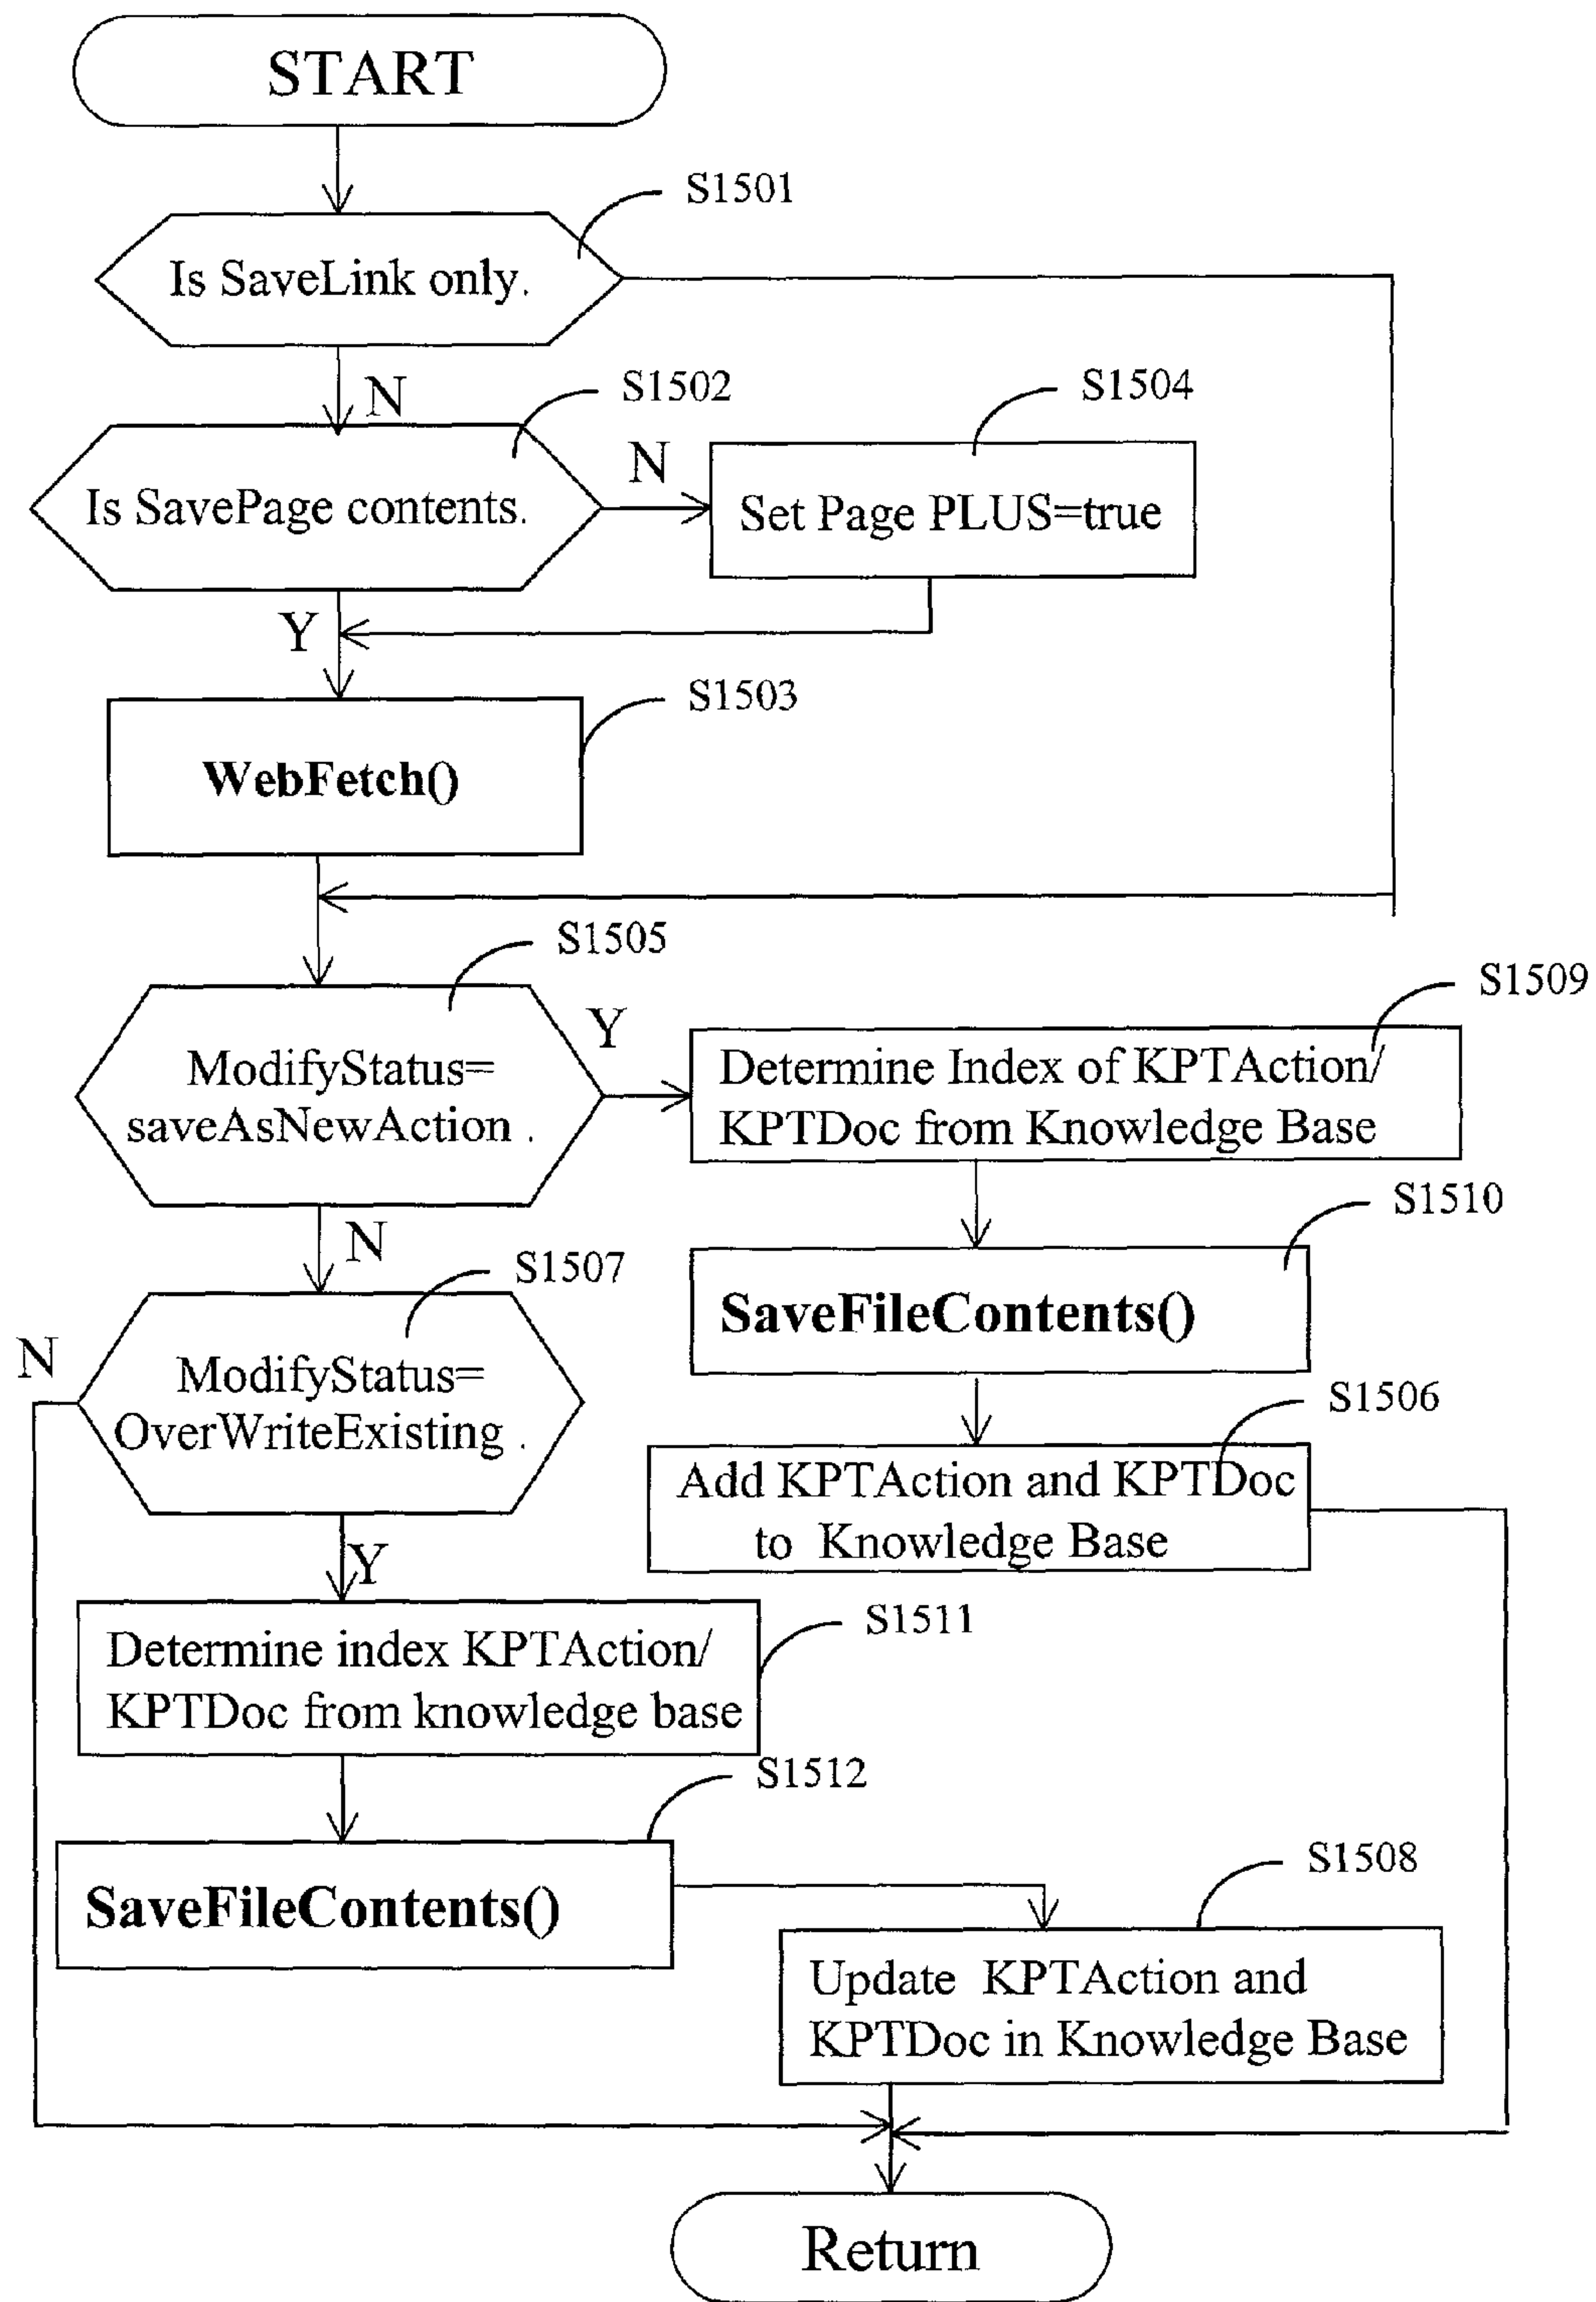 START
S1501
Is SaveLink only.
N
S1502
S1504
Is SavePage contents.
N
Set Page PLUS=true
Y
S1503
WebFetch()
S1505
S1509
ModifyStatus=
saveAsNewAction .
Y
Determine Index of KPTAction/
KPTDoc from Knowledge Base
S1510
N
S1507
SaveFileContents()
N
ModifyStatus=
OverWriteExisting .
S1506
Add KPTAction and KPTDoc
to Knowledge Base
Y
S1511
Determine index KPTAction/
KPTDoc from knowledge base
S1512
SaveFileContents()
S1508
Update KPTAction and
KPTDoc in Knowledge Base
Return